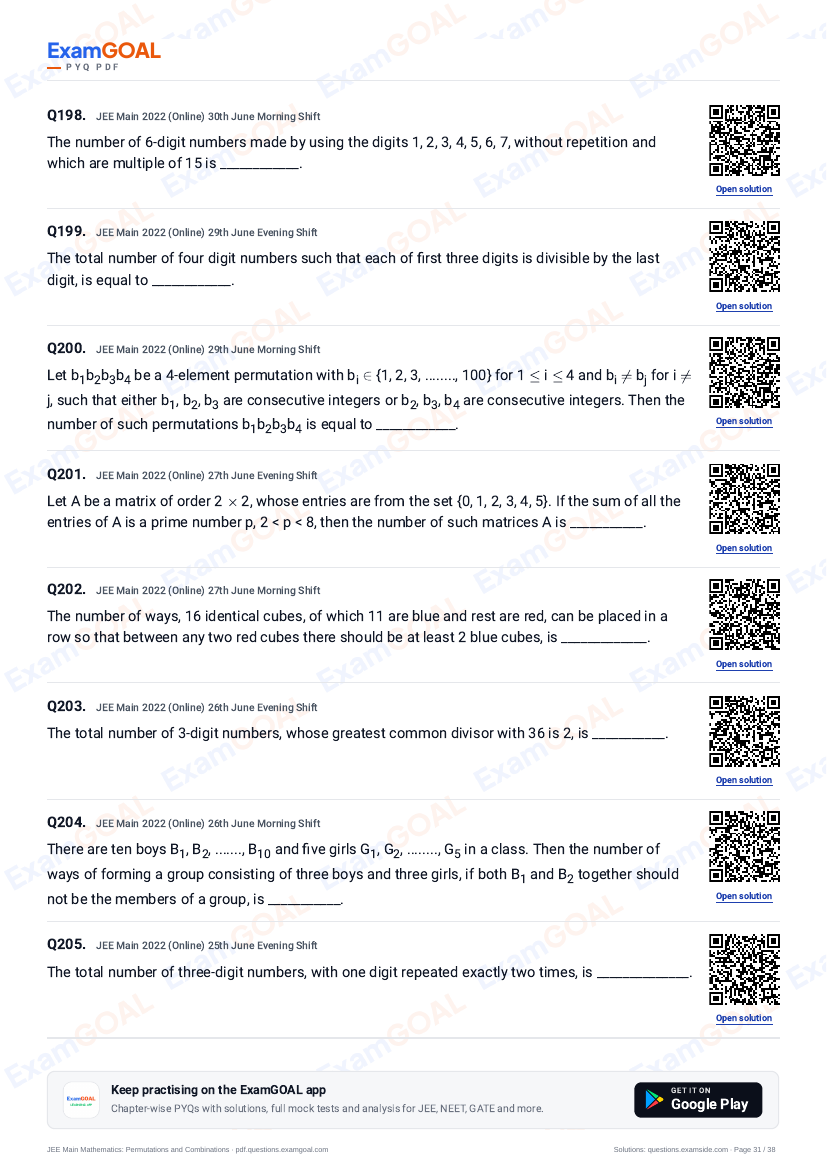 ExamGOAL
PYQ PDF
Q198. JEE Main 2022 (Online) 30th June Morning Shift
The number of 6-digit numbers made by using the digits 1, 2, 3, 4, 5, 6, 7, without repetition and
which are multiple of 15 is ____________.
Open solution
Q199. JEE Main 2022 (Online) 29th June Evening Shift
The total number of four digit numbers such that each of first three digits is divisible by the last
digit, is equal to ____________.
Open solution
Q200. JEE Main 2022 (Online) 29th June Morning Shift
Let b₁b₂b₃b₄ be a 4-element permutation with bᵢ ∈ {1, 2, 3, ........, 100} for 1 ≤ i ≤ 4 and bᵢ ≠ bⱼ for i ≠
j, such that either b₁, b₂, b₃ are consecutive integers or b₂, b₃, b₄ are consecutive integers. Then the
number of such permutations b₁b₂b₃b₄ is equal to ____________.
Open solution
Q201. JEE Main 2022 (Online) 27th June Evening Shift
Let A be a matrix of order 2 × 2, whose entries are from the set {0, 1, 2, 3, 4, 5}. If the sum of all the
entries of A is a prime number p, 2 < p < 8, then the number of such matrices A is ___________.
Open solution
Q202. JEE Main 2022 (Online) 27th June Morning Shift
The number of ways, 16 identical cubes, of which 11 are blue and rest are red, can be placed in a
row so that between any two red cubes there should be at least 2 blue cubes, is _____________.
Open solution
Q203. JEE Main 2022 (Online) 26th June Evening Shift
The total number of 3-digit numbers, whose greatest common divisor with 36 is 2, is ___________.
Open solution
Q204. JEE Main 2022 (Online) 26th June Morning Shift
There are ten boys B₁, B₂, ......., B₁₀ and five girls G₁, G₂, ........, G₅ in a class. Then the number of
ways of forming a group consisting of three boys and three girls, if both B₁ and B₂ together should
not be the members of a group, is ___________.
Open solution
Q205. JEE Main 2022 (Online) 25th June Evening Shift
The total number of three-digit numbers, with one digit repeated exactly two times, is ______________.
Open solution
ExamGOAL
Keep practising on the ExamGOAL app
Chapter-wise PYQs with solutions, full mock tests and analysis for JEE, NEET, GATE and more.
GET IT ON
Google Play
JEE Main Mathematics: Permutations and Combinations · pdf.questions.examgoal.com
Solutions: questions.examside.com · Page 31 / 38